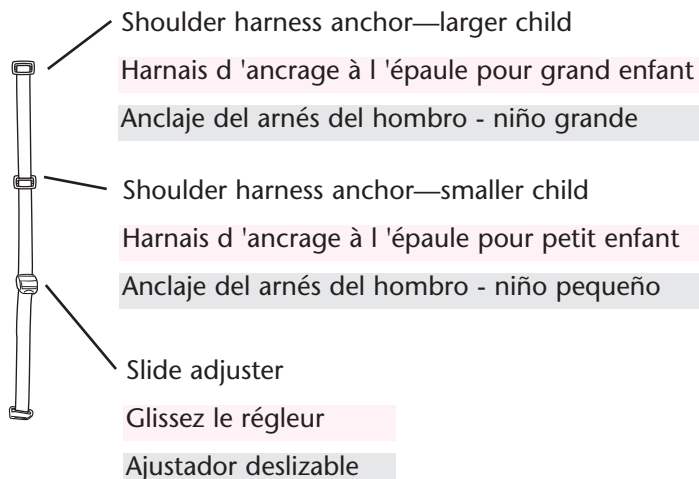 Shoulder harness anchor—larger child
Harnais d 'ancrage à l 'épaule pour grand enfant
Anclaje del arnés del hombro - niño grande
Shoulder harness anchor—smaller child
Harnais d 'ancrage à l 'épaule pour petit enfant
Anclaje del arnés del hombro - niño pequeño
Slide adjuster
Glissez le régleur
Ajustador deslizable